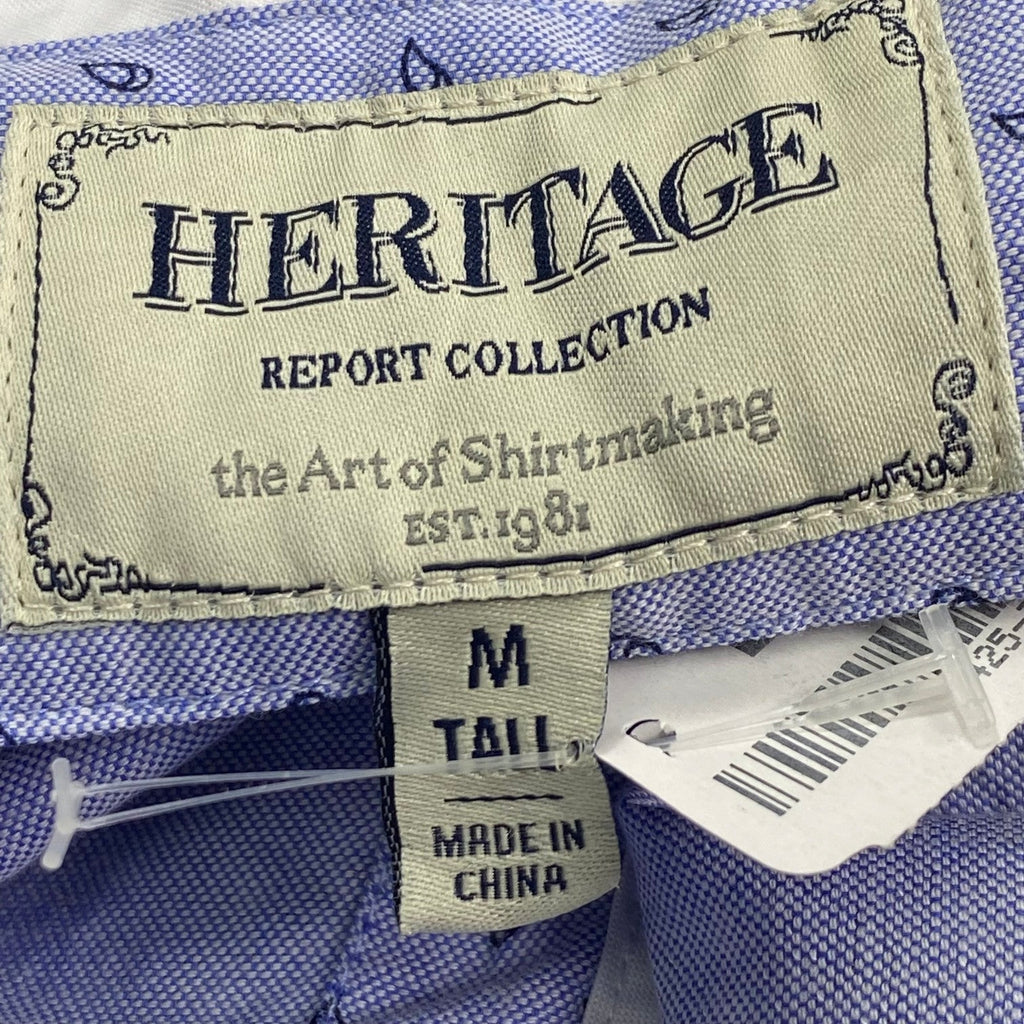 HERITAGE
REPORT COLLECTION
the Art of Shirtmaking
EST. 1981
M
TALL
MADE IN
CHINA